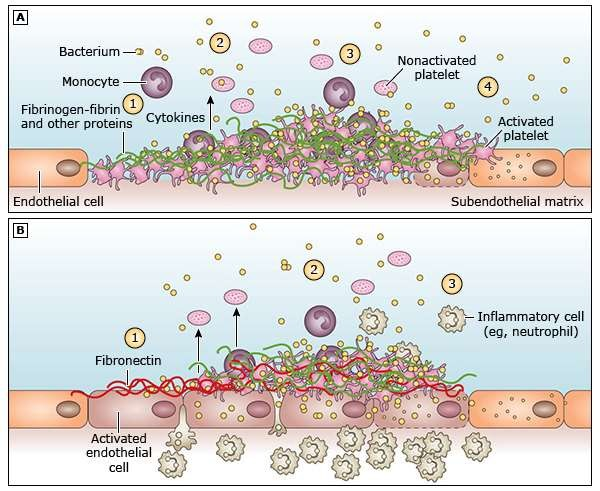 A
Bacterium
Monocyte
1
Fibrinogen-fibrin
and other proteins
Cytokines
2
3
Nonactivated
platelet
4
Activated
platelet
Endothelial cell
Subendothelial matrix
B
1
Fibronectin
2
3
Inflammatory cell
(eg, neutrophil)
Activated
endothelial
cell